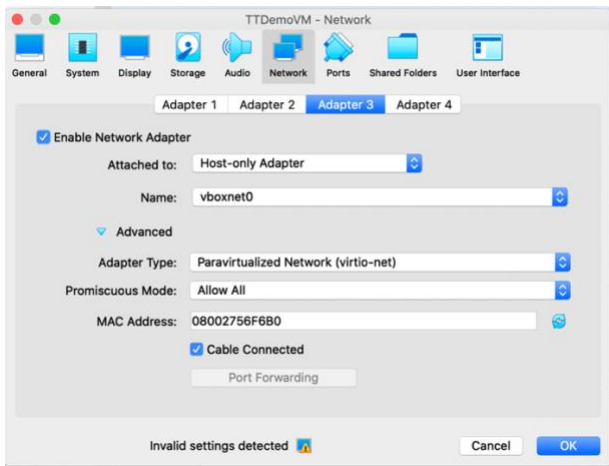 TTDemoVM - Network
General System Display Storage Audio Network Ports Shared Folders User Interface
Adapter 1 Adapter 2 Adapter 3 Adapter 4
Enable Network Adapter
Attached to: Host-only Adapter
Name: vboxnet0
Advanced
Adapter Type: Paravirtualized Network (virtio-net)
Promiscuous Mode: Allow All
MAC Address: 08002756F6B0
Cable Connected
Port Forwarding
Invalid settings detected Cancel OK